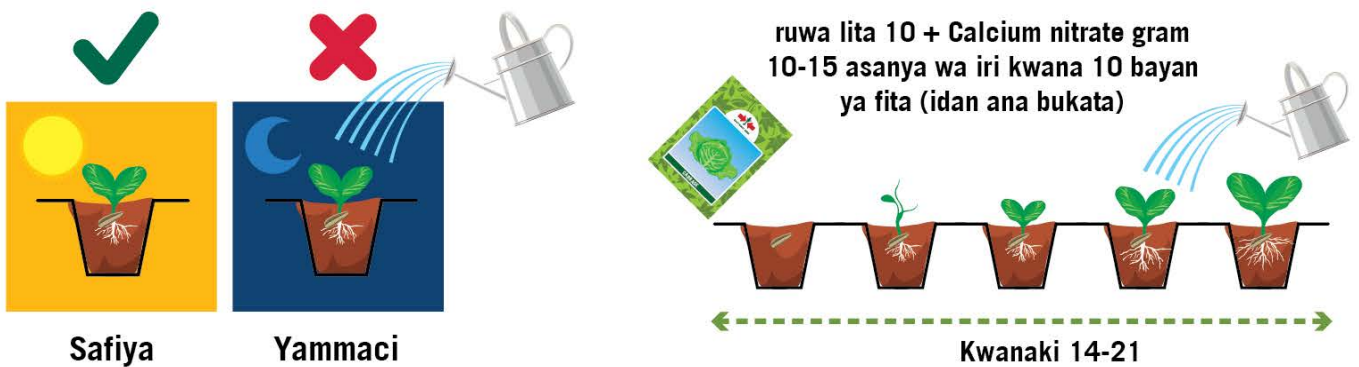 Safiya
Yammaci
ruwa lita 10 + Calcium nitrate gram
10-15 asanya wa iri kwana 10 bayan
ya fita (idan ana bukata)
Kwanaki 14-21